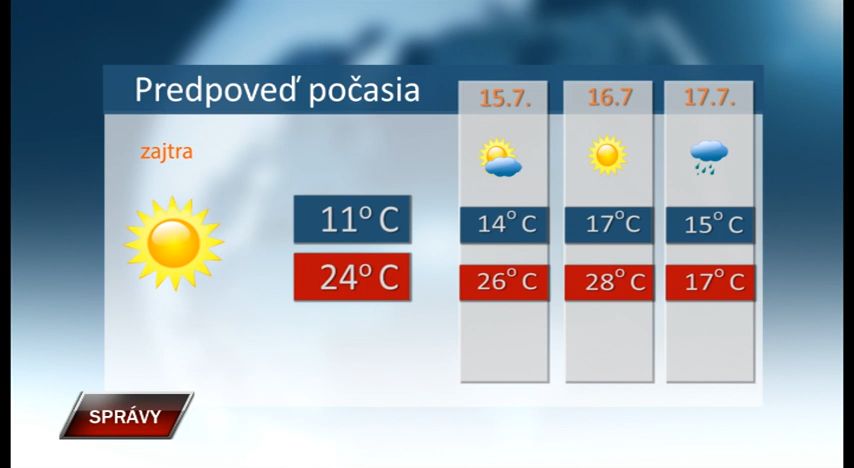 Predpoveď počasia
zajtra
11° C
24° C
15.7.
14° C
26° C
16.7
17°C
28° C
17.7.
15° C
17° C
SPRÁVY